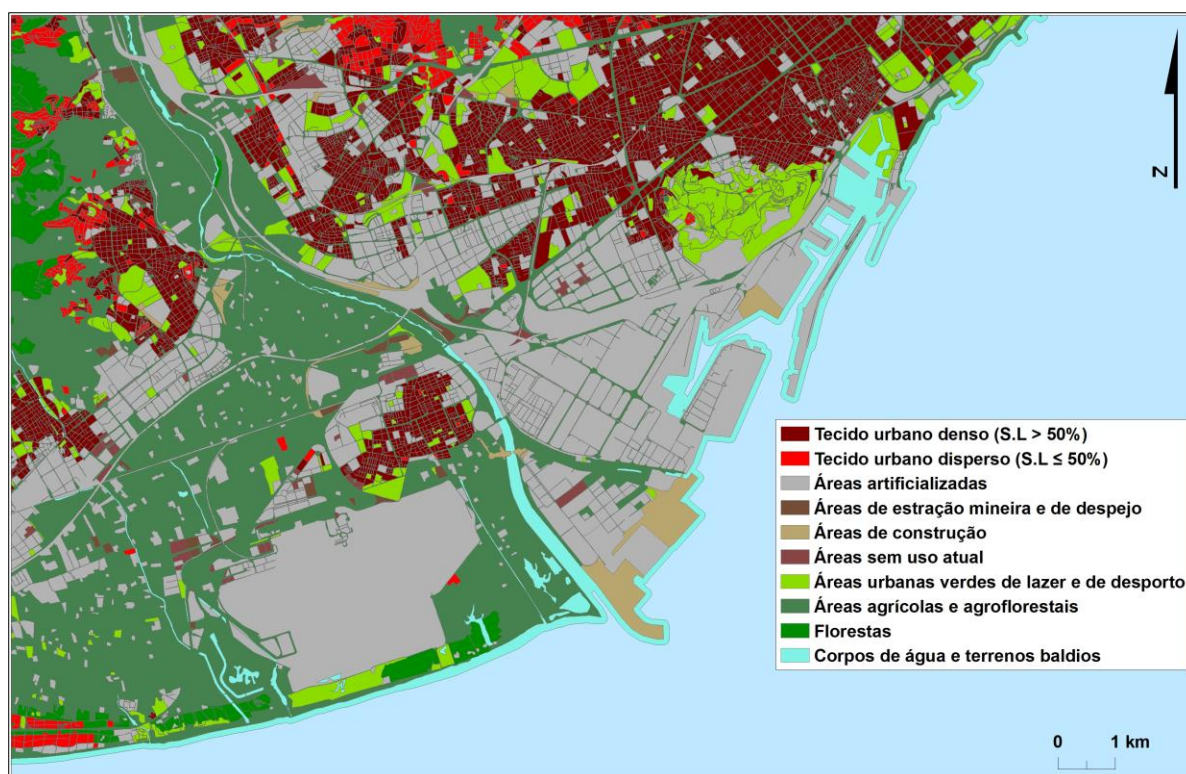 N
Tecido urbano denso (S.L > 50%)
Tecido urbano disperso (S.L ≤ 50%)
Áreas artificializadas
Áreas de estração mineira e de despejo
Áreas de construção
Áreas sem uso atual
Áreas urbanas verdes de lazer e de desporto
Áreas agrícolas e agroflorestais
Florestas
Corpos de água e terrenos baldios
0 1 km